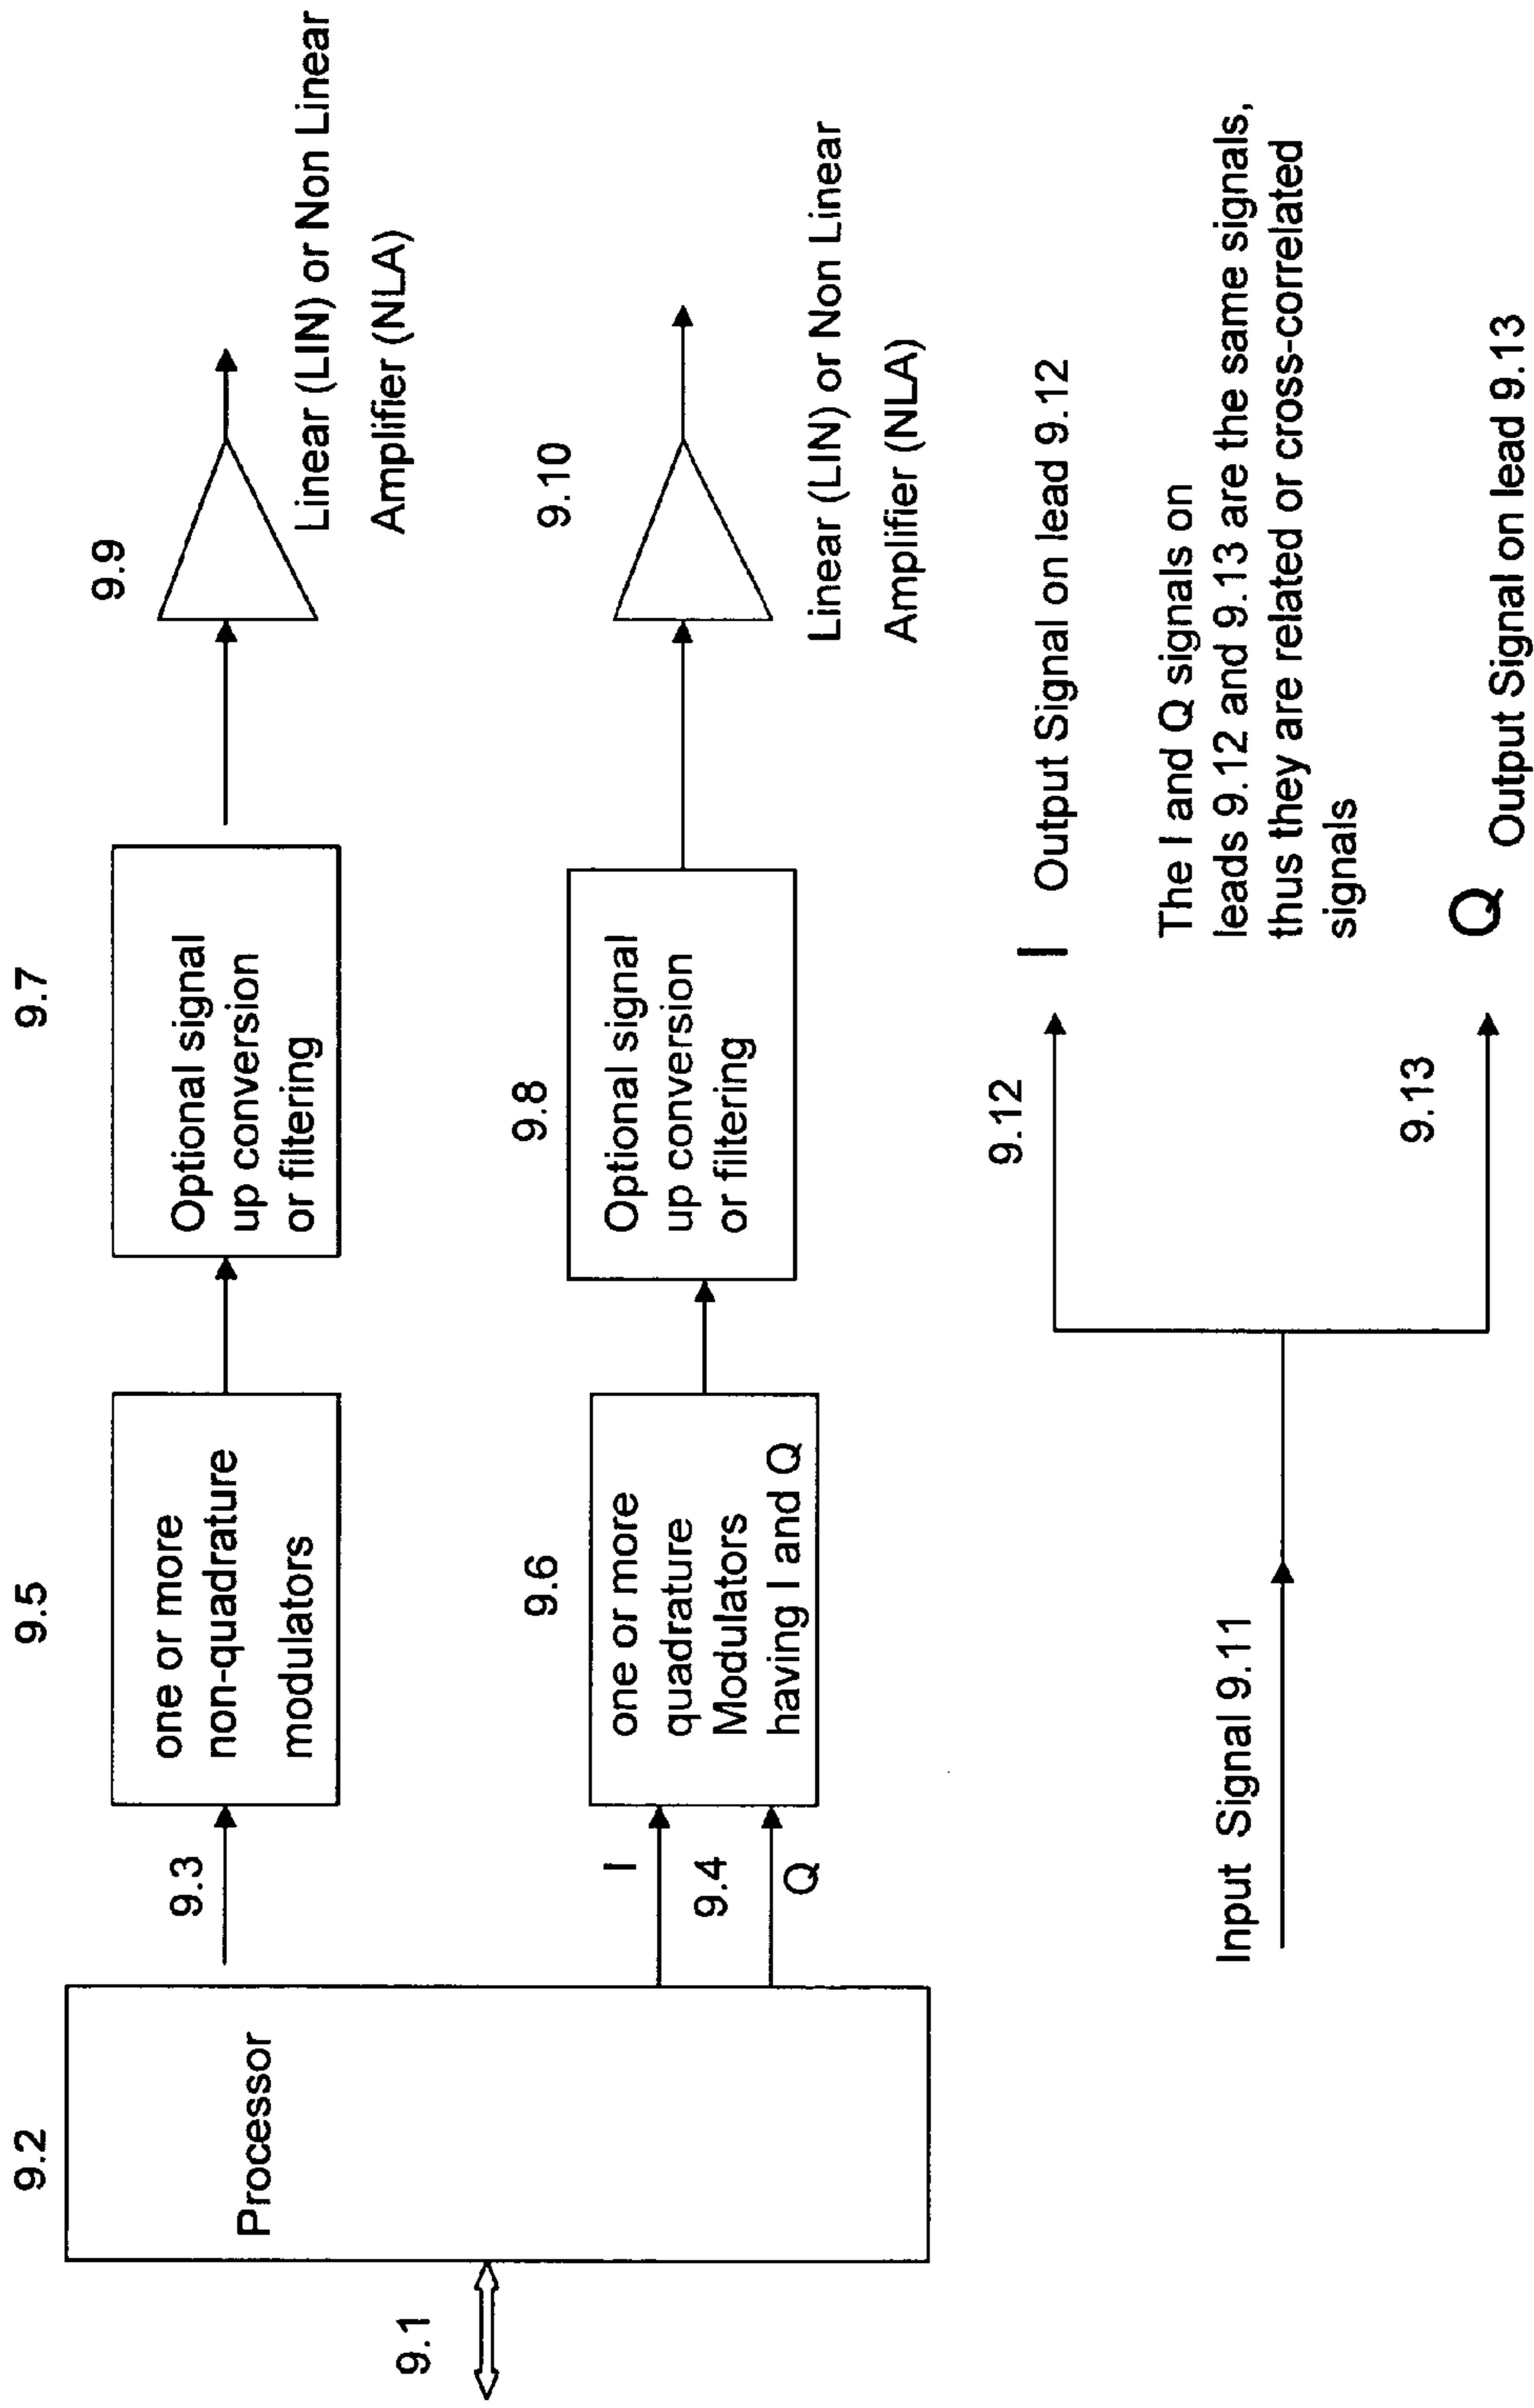 9.2
Processor
9.1
9.3
9.5
one or more
non-quadrature
modulators
9.7
Optional signal
up conversion
or filtering
9.9
Linear (LIN) or Non Linear
Amplifier (NLA)
I
9.4
Q
9.6
one or more
quadrature
Modulators
having I and Q
9.8
Optional signal
up conversion
or filtering
9.10
Linear (LIN) or Non Linear
Amplifier (NLA)
Input Signal 9.11
9.12
I Output Signal on lead 9.12
The I and Q signals on
leads 9.12 and 9.13 are the same signals,
thus they are related or cross-correlated
signals
9.13
Q Output Signal on lead 9.13